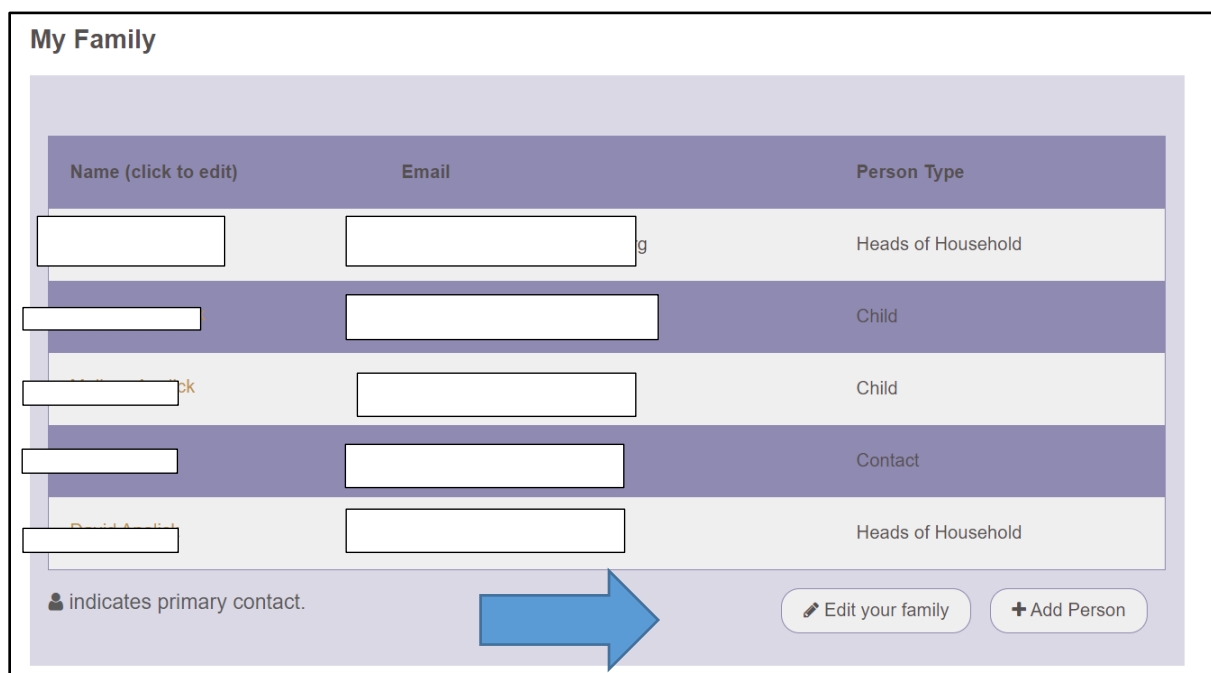 My Family
Name (click to edit) Email Person Type
Heads of Household
Child
Child
Contact
Heads of Household
indicates primary contact.
Edit your family
Add Person